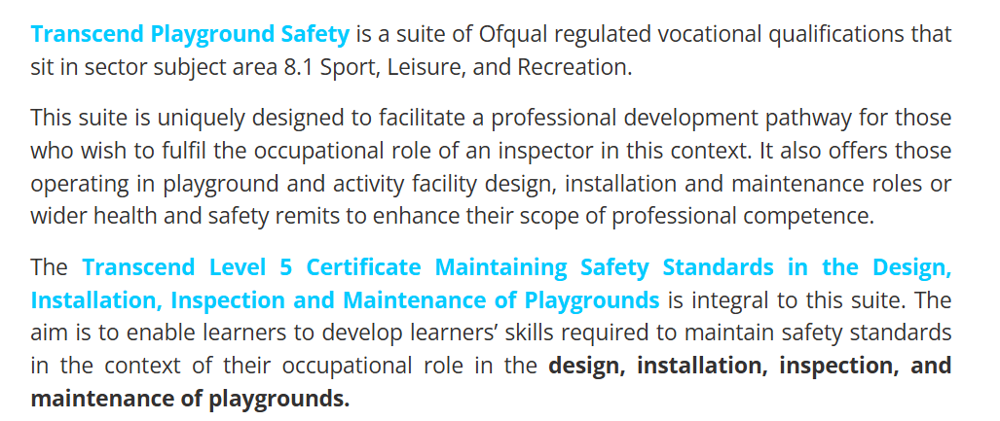 Transcend Playground Safety is a suite of Ofqual regulated vocational qualifications that
sit in sector subject area 8.1 Sport, Leisure, and Recreation.
This suite is uniquely designed to facilitate a professional development pathway for those
who wish to fulfil the occupational role of an inspector in this context. It also offers those
operating in playground and activity facility design, installation and maintenance roles or
wider health and safety remits to enhance their scope of professional competence.
The Transcend Level 5 Certificate Maintaining Safety Standards in the Design,
Installation, Inspection and Maintenance of Playgrounds is integral to this suite. The
aim is to enable learners to develop learners’ skills required to maintain safety standards
in the context of their occupational role in the design, installation, inspection, and
maintenance of playgrounds.